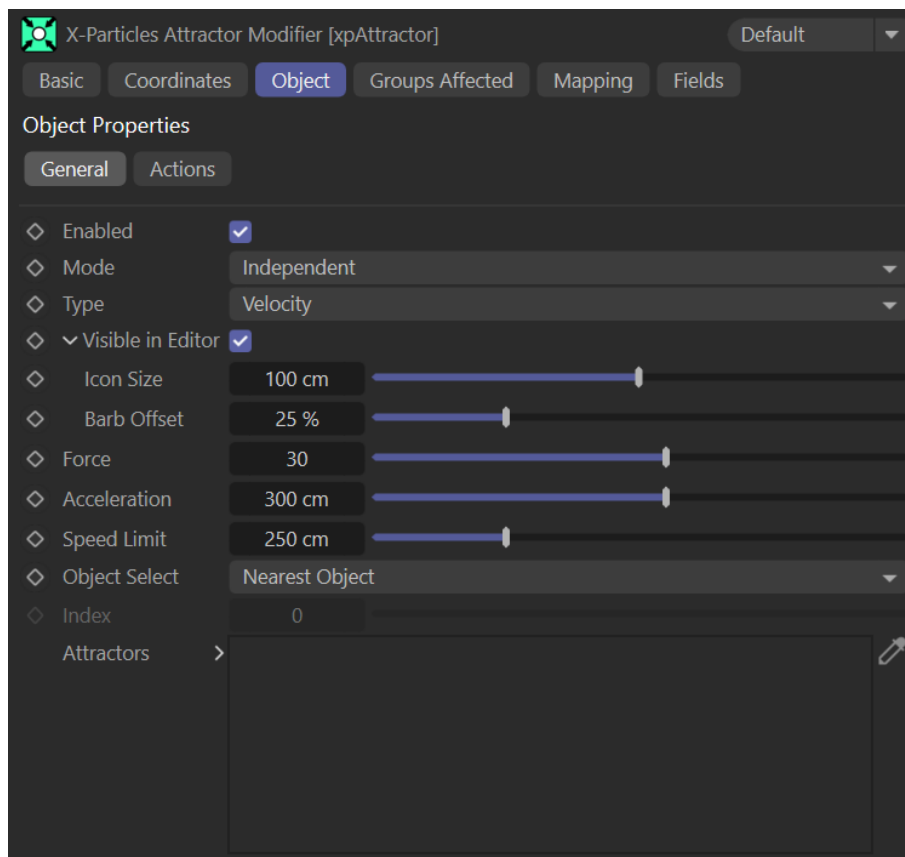 X-Particles Attractor Modifier [xpAttractor] Default
Basic Coordinates Object Groups Affected Mapping Fields
Object Properties
General Actions
Enabled
Mode Independent
Type Velocity
Visible in Editor
Icon Size 100 cm
Barb Offset 25 %
Force 30
Acceleration 300 cm
Speed Limit 250 cm
Object Select Nearest Object
Index 0
Attractors